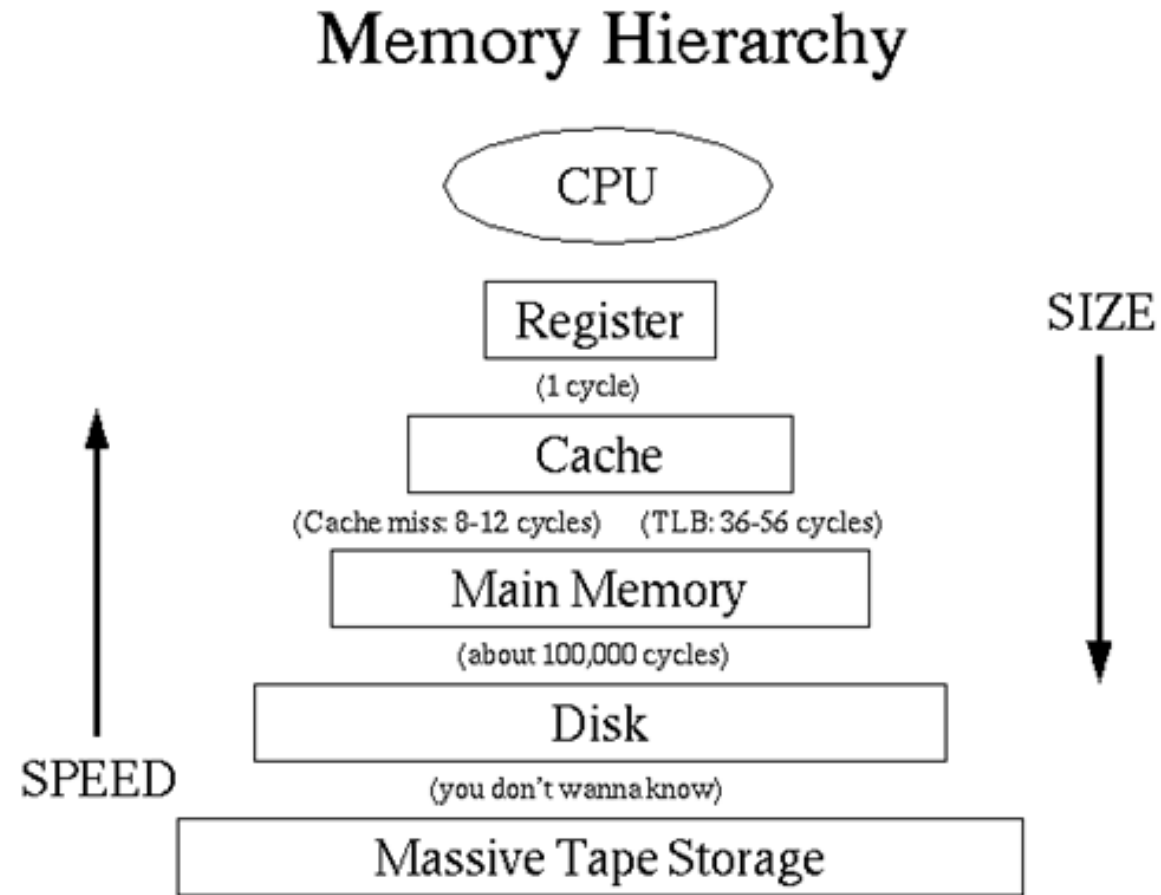 Memory Hierarchy
CPU
Register
SIZE
(1 cycle)
Cache
(Cache miss: 8-12 cycles) (TLB: 36-56 cycles)
Main Memory
(about 100,000 cycles)
Disk
SPEED
(you don't wanna know)
Massive Tape Storage